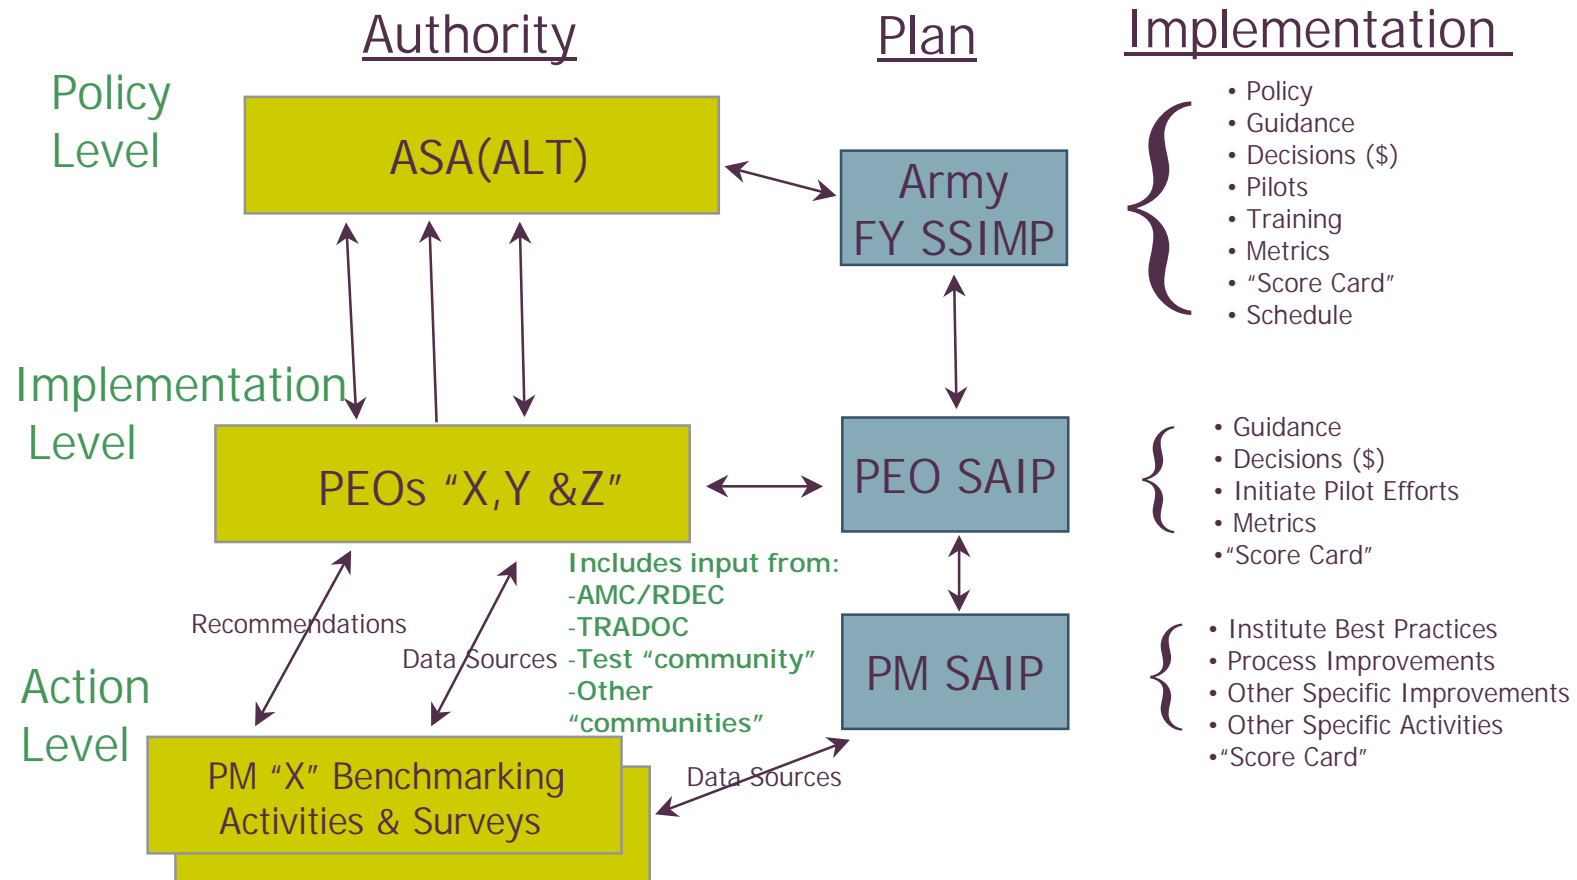 Authority
Plan
Implementation
Policy
Level
ASA(ALT)
Army
FY SSIMP
• Policy
• Guidance
• Decisions ($)
• Pilots
• Training
• Metrics
• “Score Card”
• Schedule
Implementation
Level
PEOs “X,Y &Z”
PEO SAIP
• Guidance
• Decisions ($)
• Initiate Pilot Efforts
• Metrics
•“Score Card”
Recommendations
Data Sources
Includes input from:
-AMC/RDEC
-TRADOC
-Test “community”
-Other
“communities”
Action
Level
PM “X” Benchmarking
Activities & Surveys
Data Sources
PM SAIP
• Institute Best Practices
• Process Improvements
• Other Specific Improvements
• Other Specific Activities
•“Score Card”